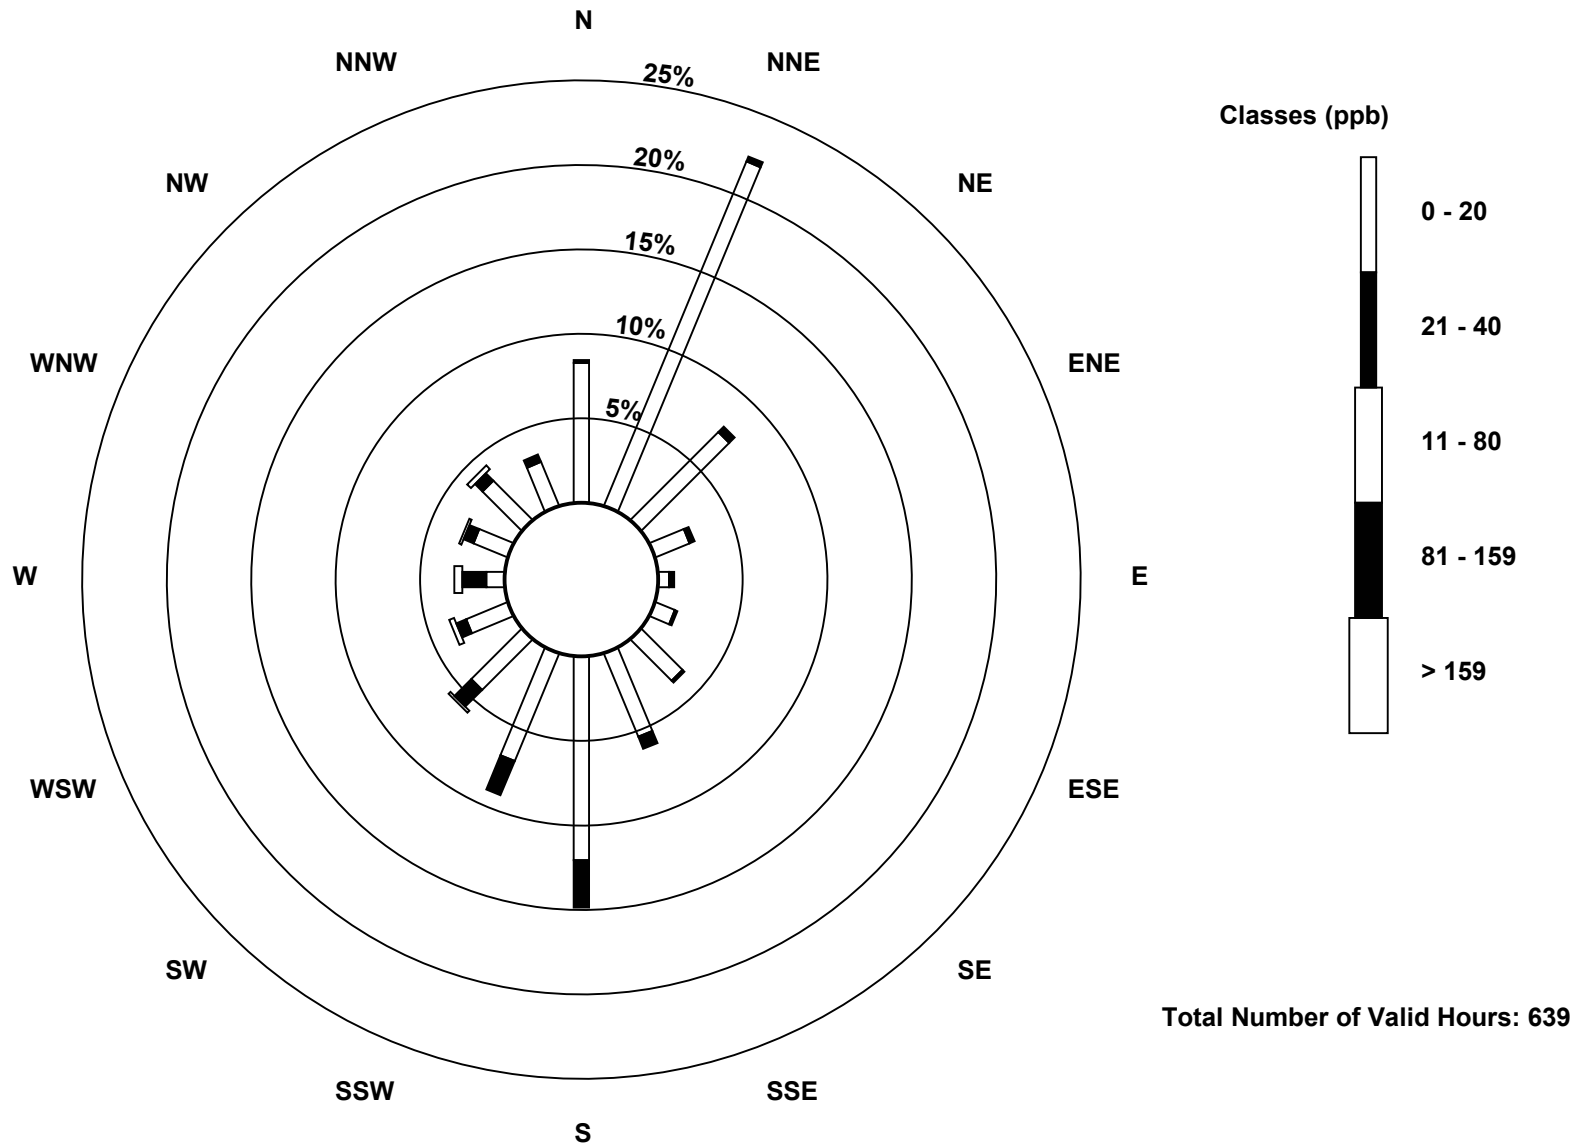 N
NNW
NNE
25%
Classes (ppb)
20%
NW
NE
0 - 20
15%
10%
21 - 40
WNW
ENE
5%
11 - 80
81 - 159
W
E
> 159
WSW
ESE
SW
SE
Total Number of Valid Hours: 639
SSW
SSE
S